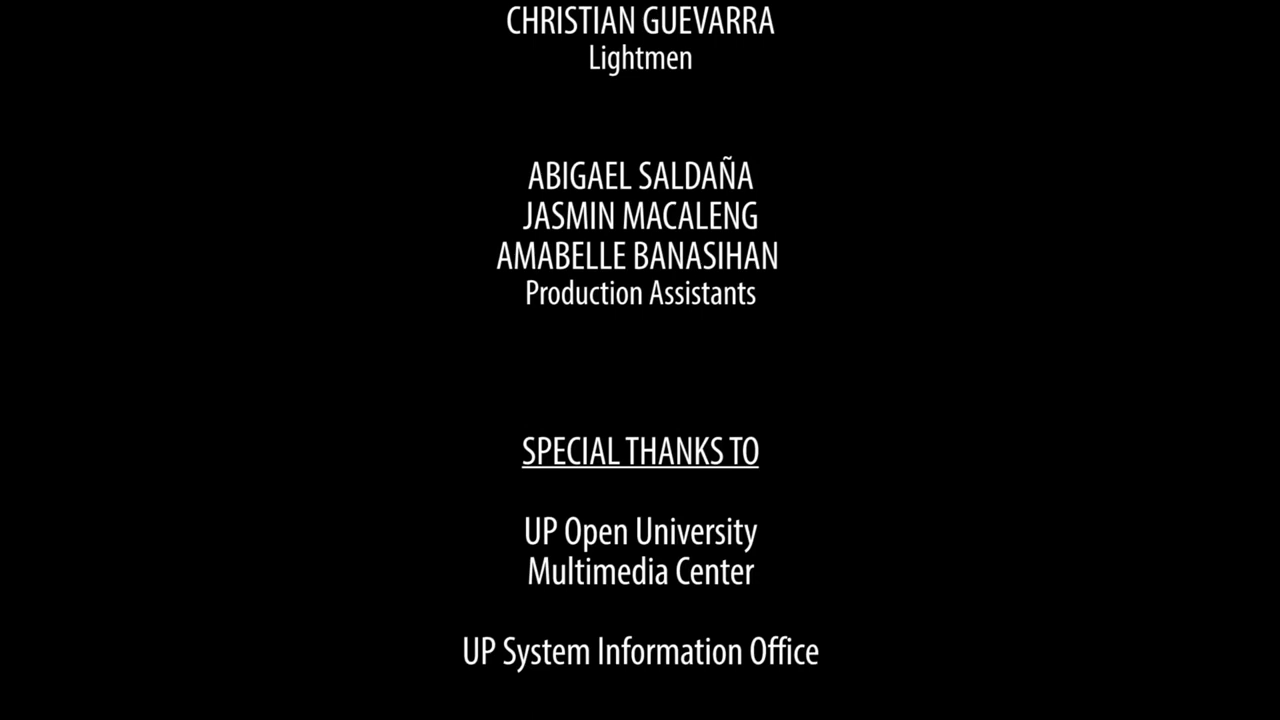 CHRISTIAN GUEVARRA
Lightmen
ABIGAEL SALDAÑA
JASMIN MACALENG
AMABELLE BANASIHAN
Production Assistants
SPECIAL THANKS TO
UP Open University
Multimedia Center
UP System Information Office